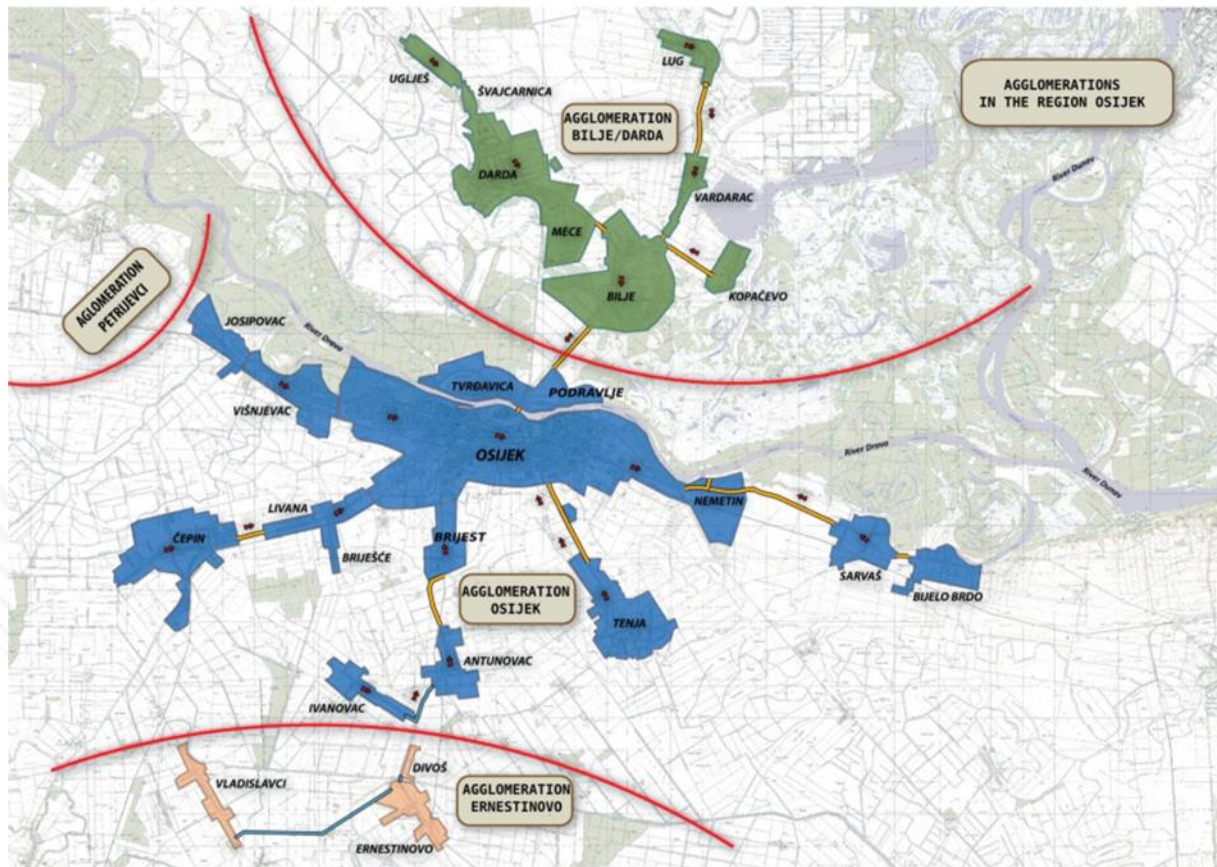 AGGLOMERATIONS
IN THE REGION OSIJEK
UGLJEŠ
LUG
ŠVAJCARNICA
AGGLOMERATION
BILJE/DARDA
DARDA
VARDARAC
River Dunav
MECE
AGLOMERATION
PETRIJEVCI
BILJE
KOPAČEVO
JOSIPOVAC
River Drava
TVRĐAVICA
PODRAVLJE
VIŠNJEVAC
OSIJEK
River Drava
River Dunav
NEMETIN
LIVANA
ČEPIN
BRIJEST
BRIJEŠĆE
SARVAŠ
BIJELO BRDO
AGGLOMERATION
OSIJEK
TENJA
ANTUNOVAC
IVANOVAC
DIVOŠ
VLADISLAVCI
AGGLOMERATION
ERNESTINOVO
ERNESTINOVO